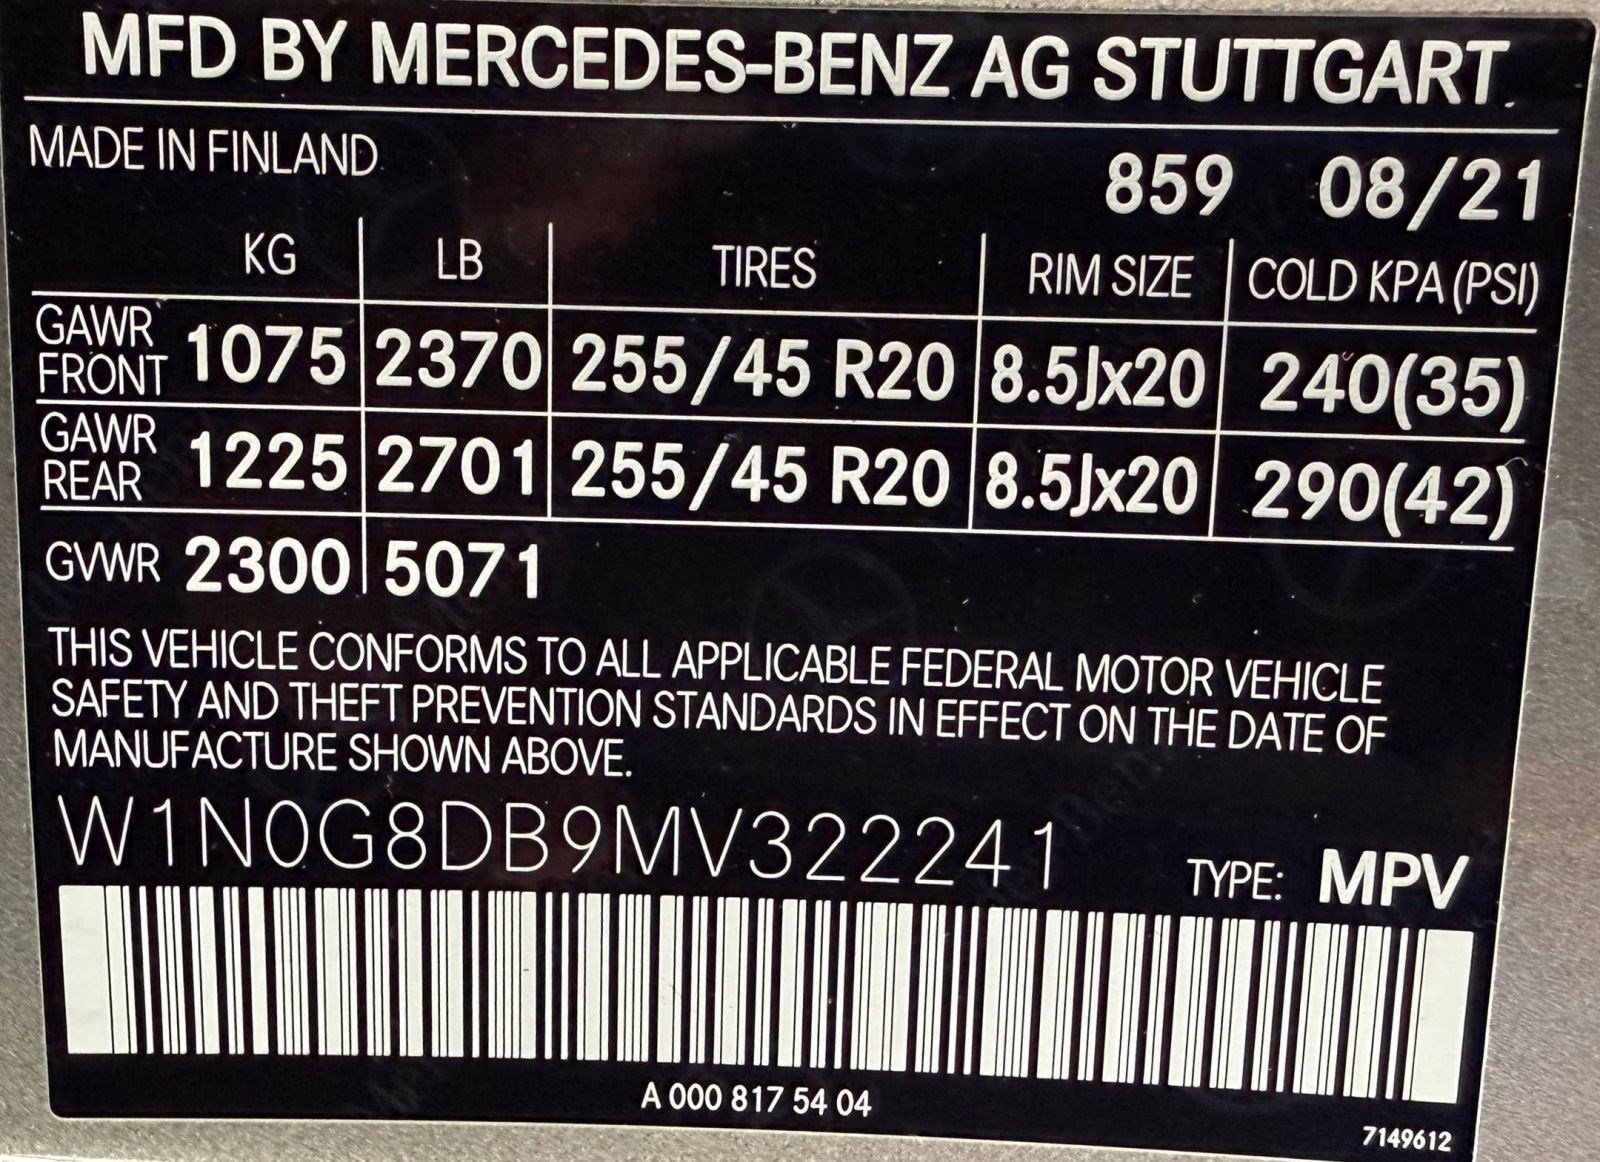 MFD BY MERCEDES-BENZ AG STUTTGART.
MADE IN FINLAND 859 08/21
KG LB TIRES RIM SIZE COLD KPA (PSI)
GAWR FRONT 1075 2370 255/45 R20 8.5Jx20 240(35)
GAWR REAR 1225 2701 255/45 R20 8.5Jx20 290(42)
GVWR 2300 5071
THIS VEHICLE CONFORMS TO ALL APPLICABLE FEDERAL MOTOR VEHICLE
SAFETY AND THEFT PREVENTION STANDARDS IN EFFECT ON THE DATE OF
MANUFACTURE SHOWN ABOVE.
W1N0G8DB9MV322241 TYPE: MPV
A 000 817 54 04
7149612